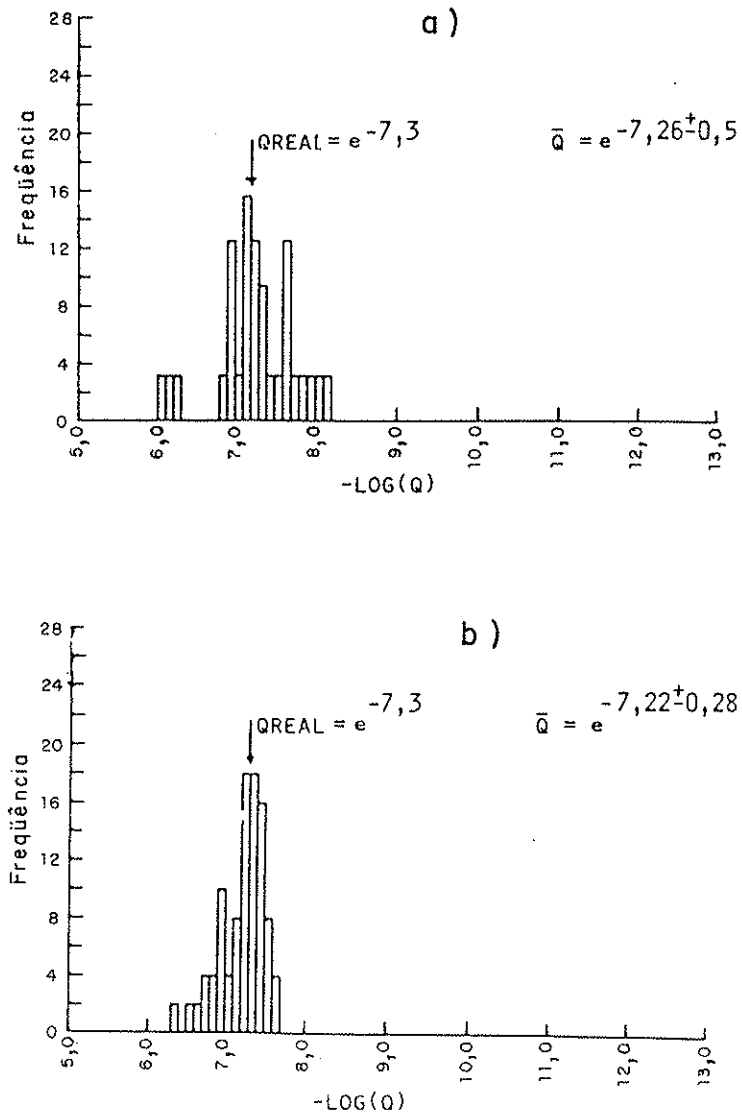 a)
28
24
20
16
12
8
4
0
Freqüência
QREAL = e^-7,3
Q̄ = e^-7,26±0,5
5,0 6,0 7,0 8,0 9,0 10,0 11,0 12,0 13,0
-LOG(Q)
b)
28
24
20
16
12
8
4
0
Freqüência
QREAL = e^-7,3
Q̄ = e^-7,22±0,28
5,0 6,0 7,0 8,0 9,0 10,0 11,0 12,0 13,0
-LOG(Q)